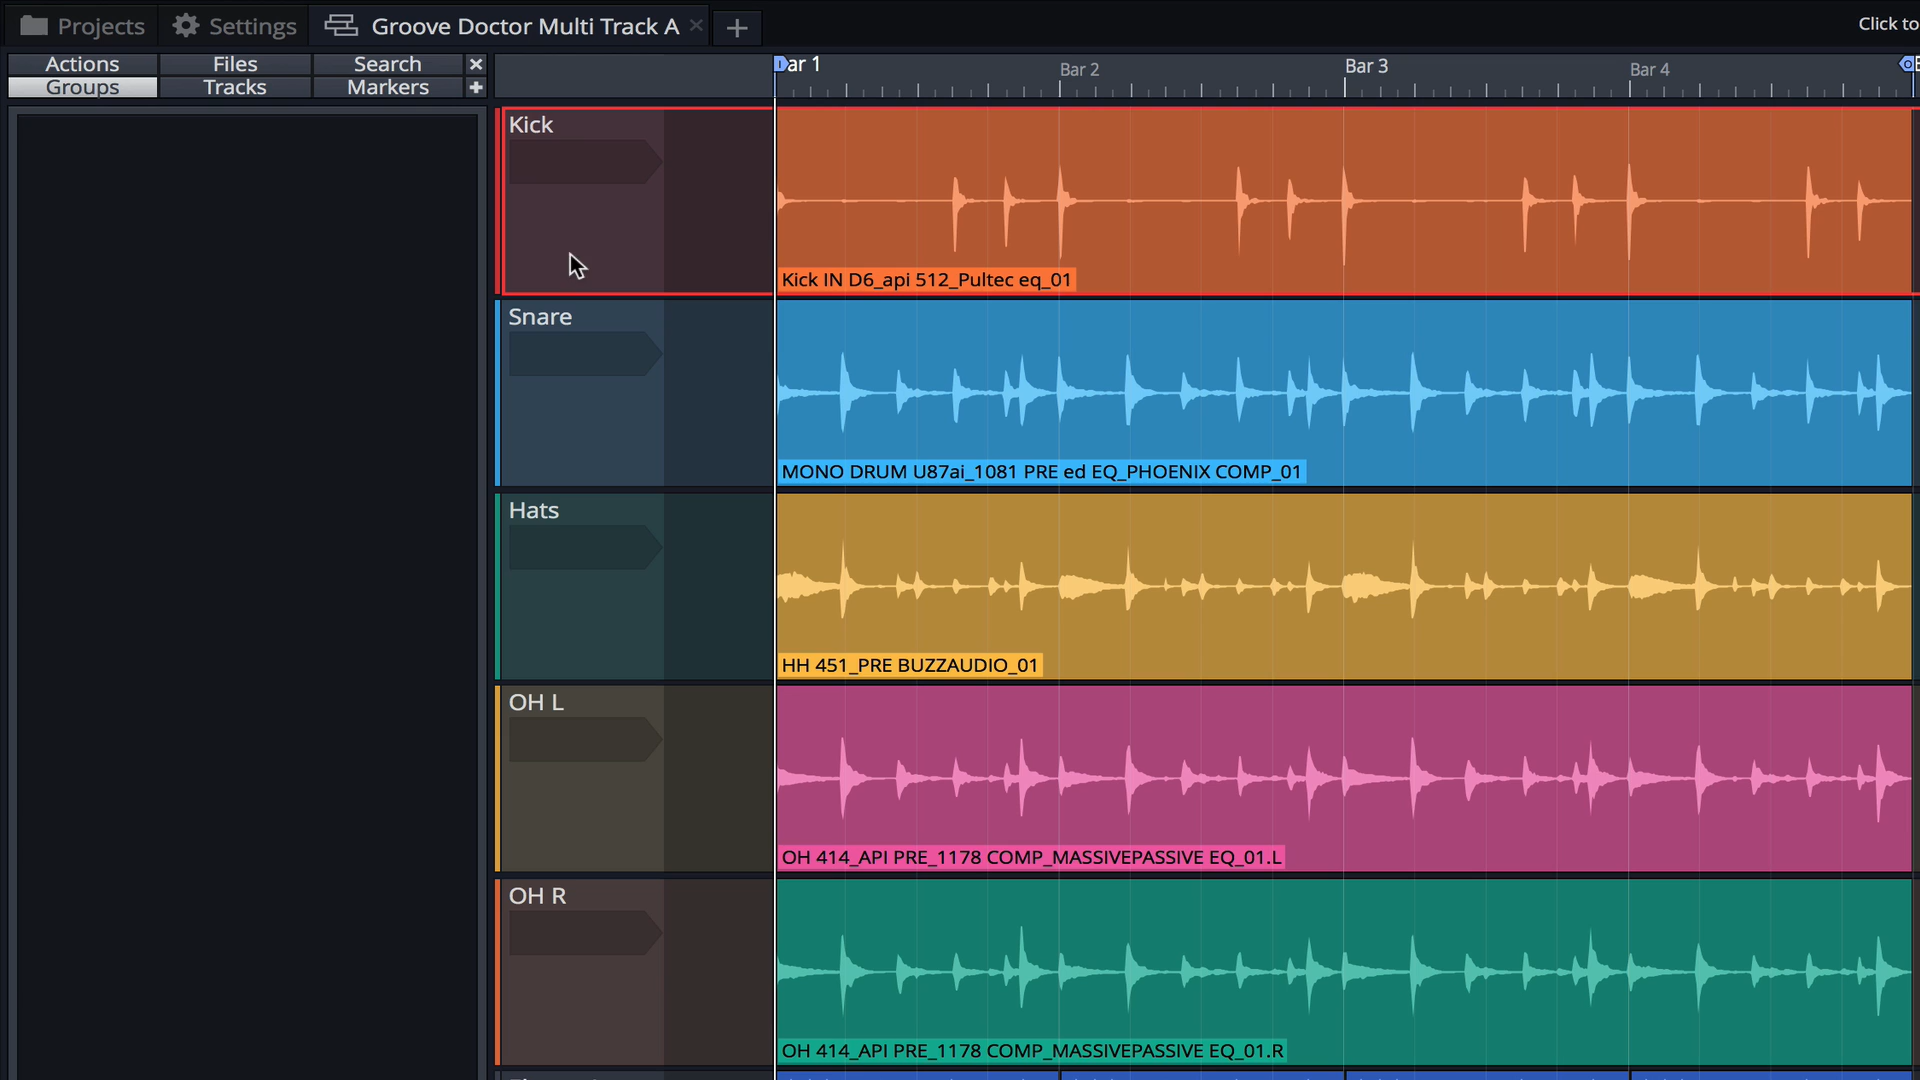 Projects
Settings
Groove Doctor Multi Track A
Click to
Actions
Files
Search
Groups
Tracks
Markers
ar 1
Bar 2
Bar 3
Bar 4
Kick
Kick IN D6_api 512_Pultec eq_01
Snare
MONO DRUM U87ai_1081 PRE ed EQ_PHOENIX COMP_01
Hats
HH 451_PRE BUZZAUDIO_01
OH L
OH 414_API PRE_1178 COMP_MASSIVEPASSIVE EQ_01.L
OH R
OH 414_API PRE_1178 COMP_MASSIVEPASSIVE EQ_01.R